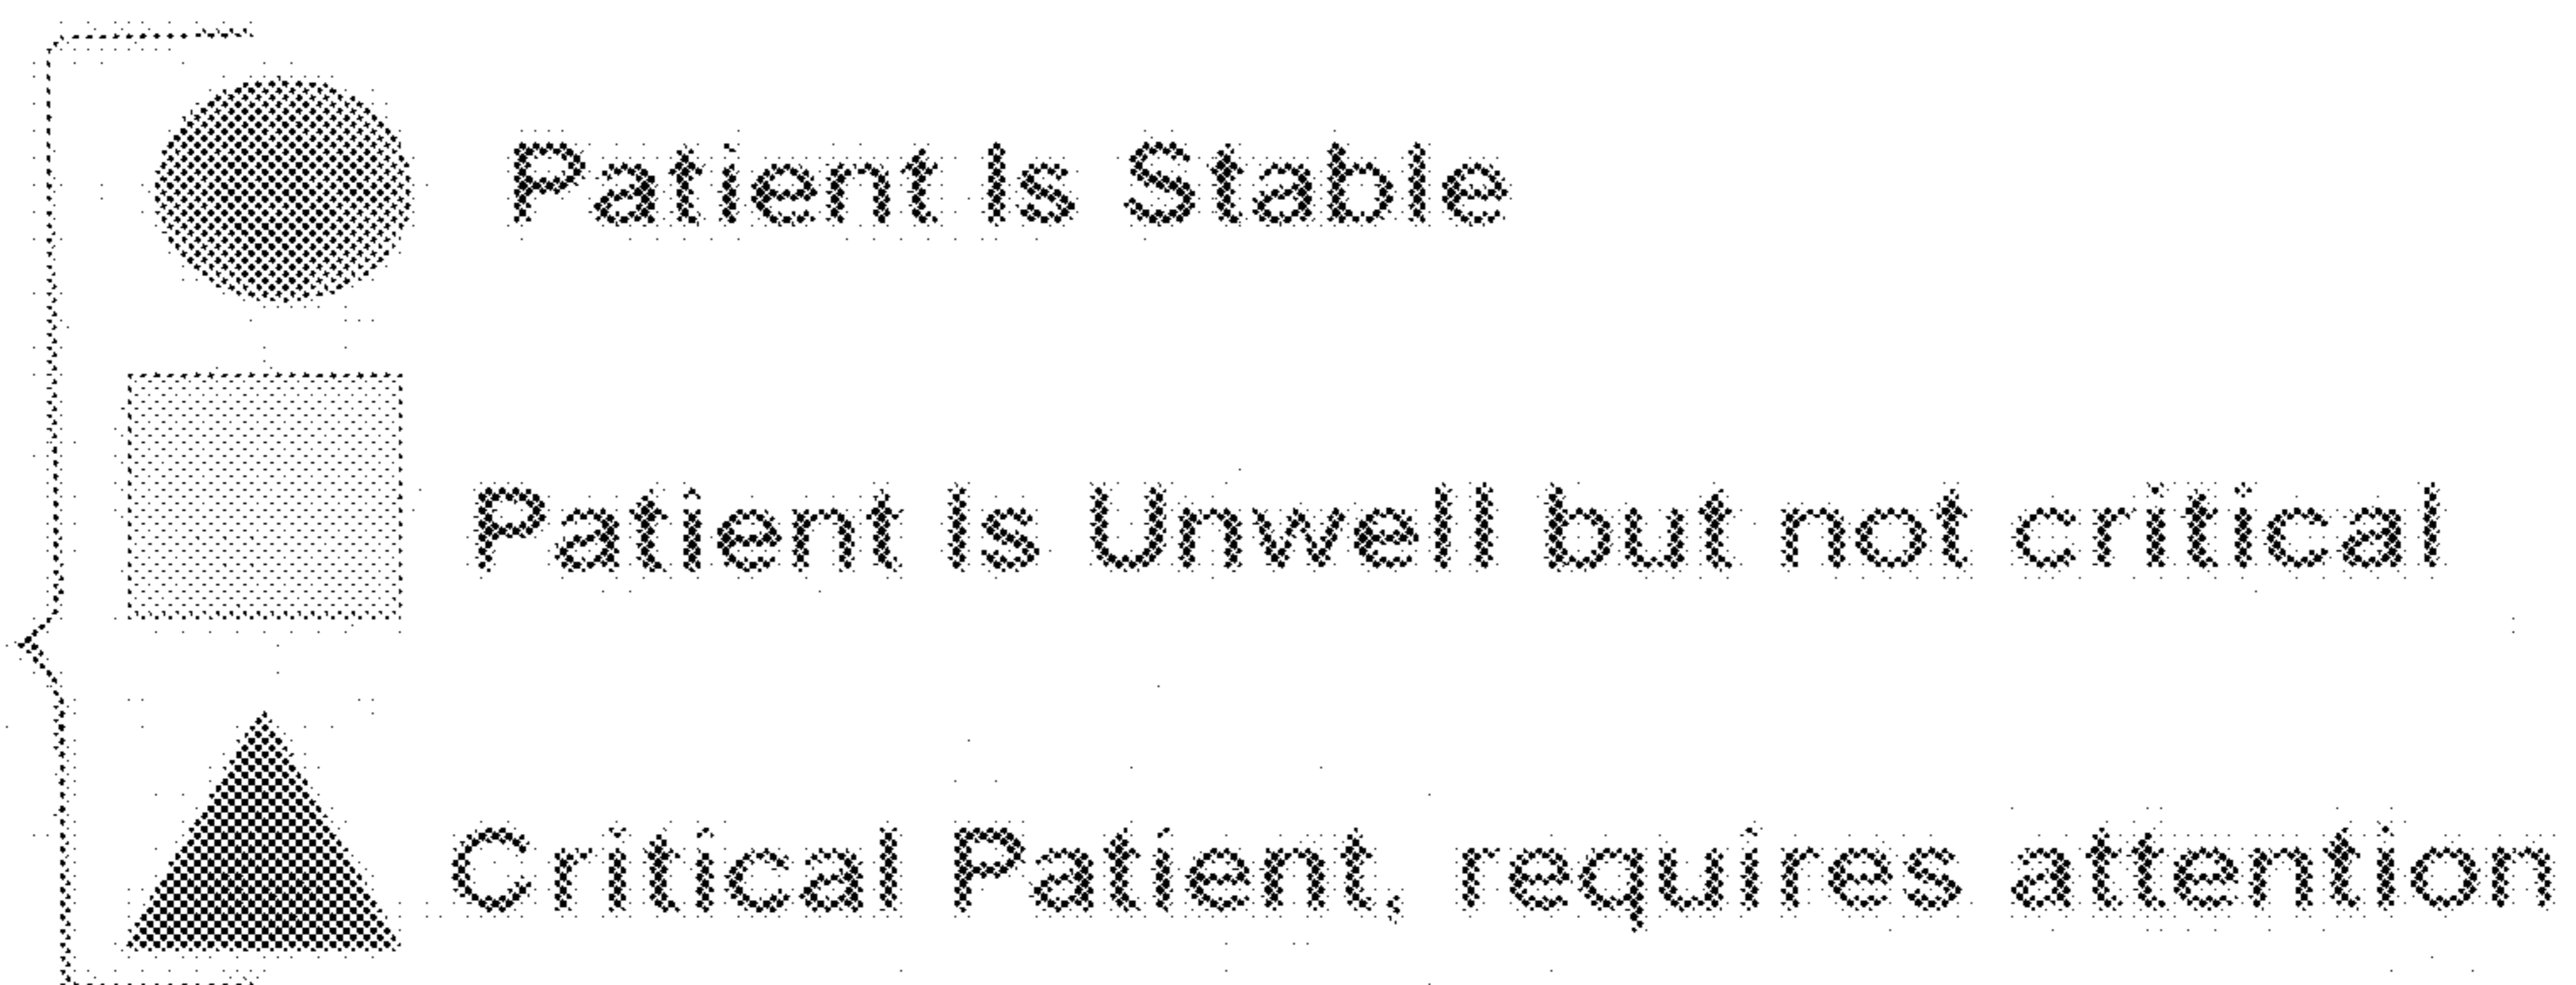 Patient Is Stable
Patient Is Unwell but not critical
Critical Patient, requires attention